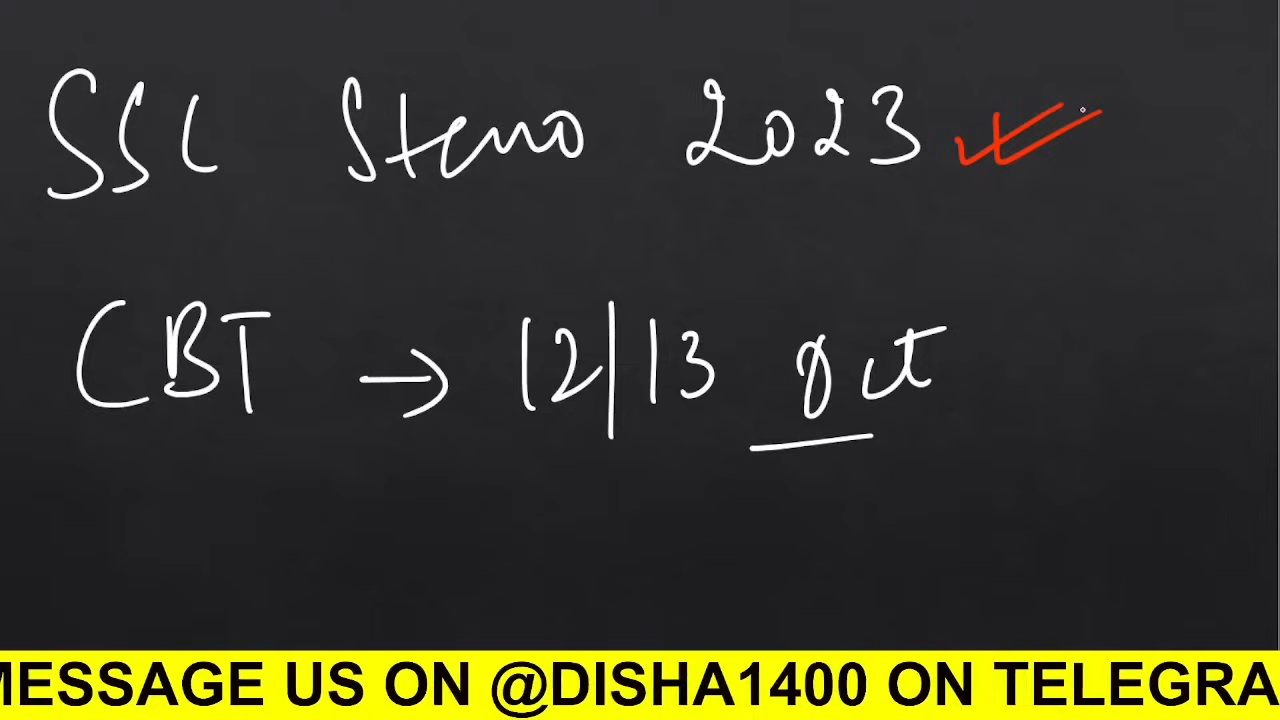 SSC Steno 2023
CBT → 12|13 Oct
MESSAGE US ON @DISHA1400 ON TELEGRA